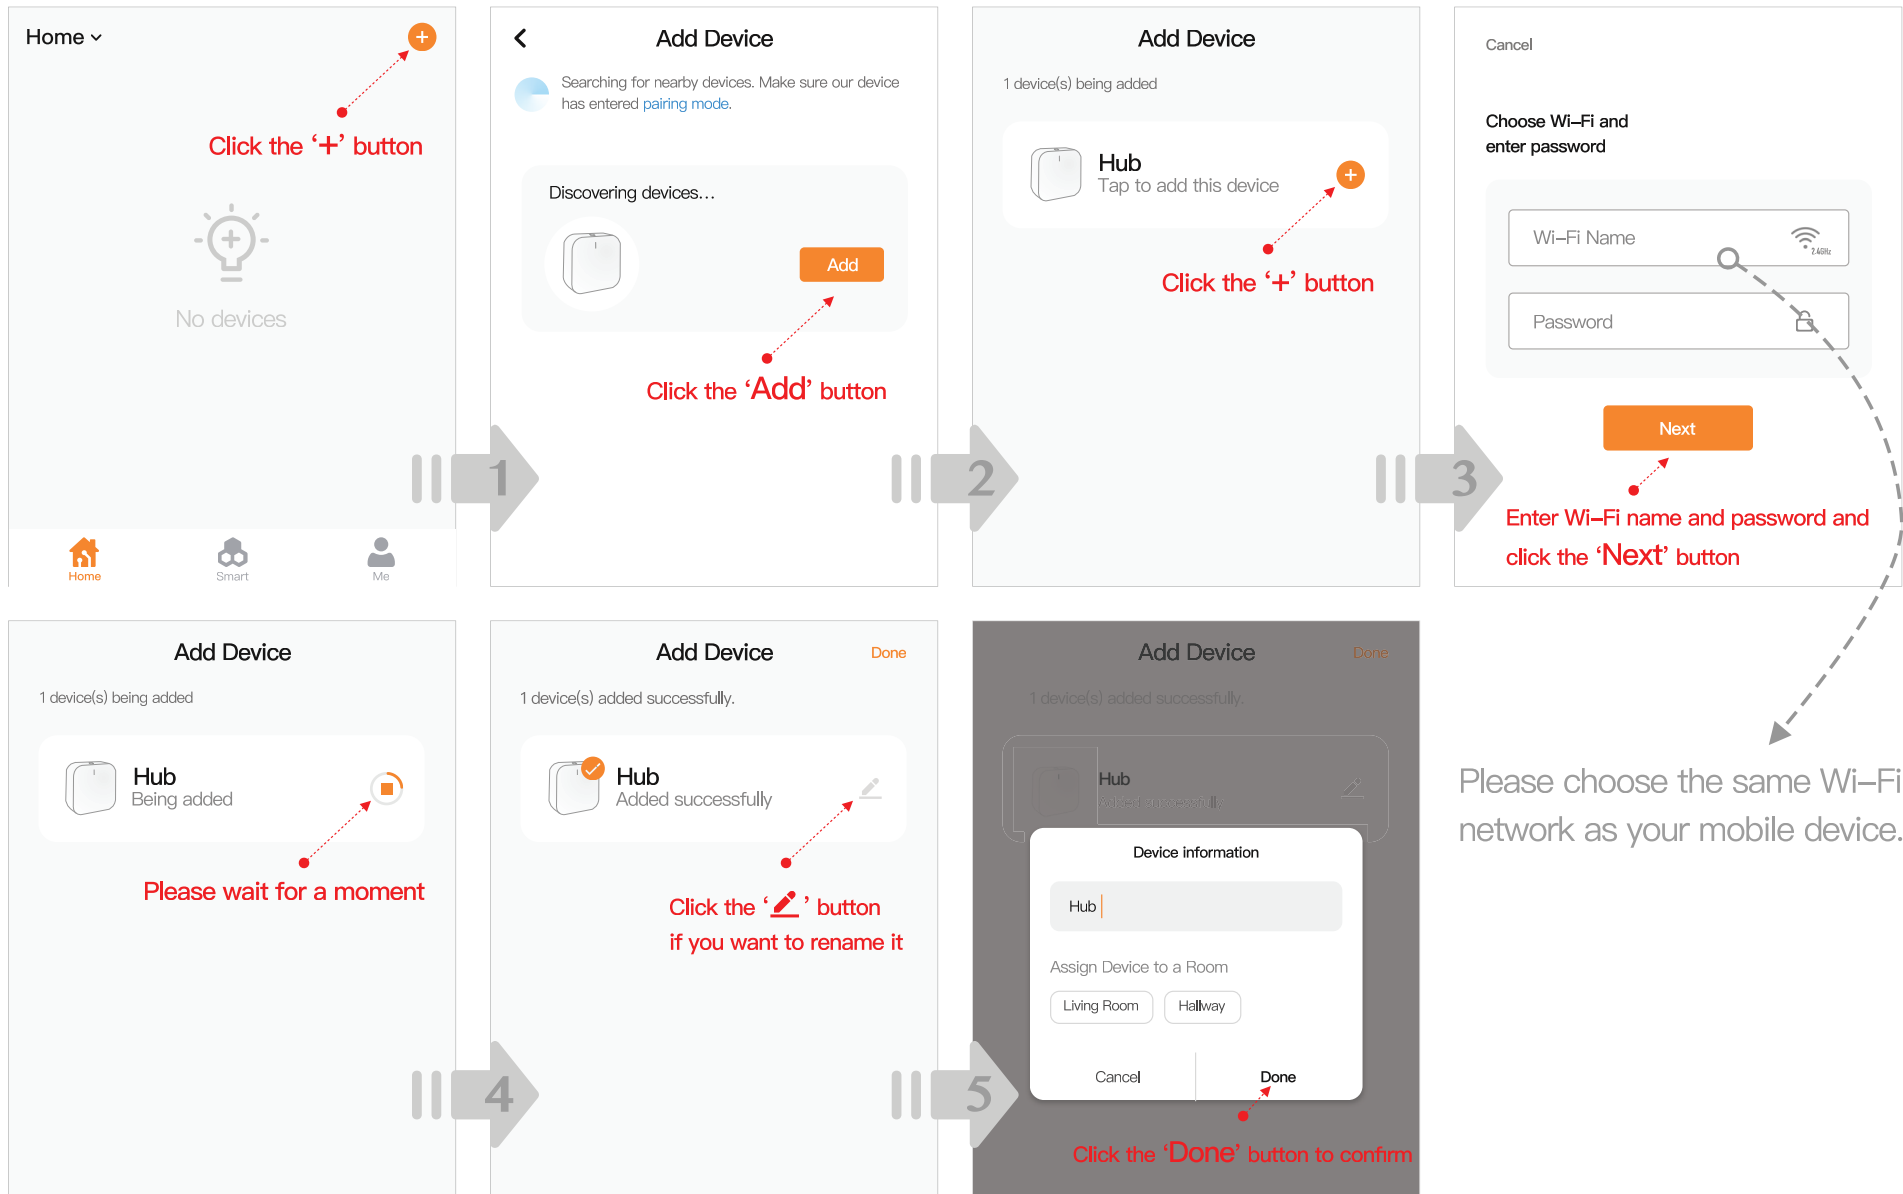 Home
Click the ‘+’ button
No devices
Home
Smart
Me
1
Add Device
Searching for nearby devices. Make sure our device
has entered pairing mode.
Discovering devices...
Add
Click the ‘Add’ button
2
Add Device
1 device(s) being added
Hub
Tap to add this device
Click the ‘+’ button
3
Cancel
Choose Wi–Fi and
enter password
Wi–Fi Name
2.4GHz
Password
Next
Enter Wi–Fi name and password and
click the ‘Next’ button
Please choose the same Wi–Fi
network as your mobile device.
Add Device
1 device(s) being added
Hub
Being added
Please wait for a moment
4
Add Device
Done
1 device(s) added successfully.
Hub
Added successfully
Click the ‘ ’ button
if you want to rename it
5
Add Device
Done
1 device(s) added successfully.
Hub
Added successfully
Device information
Hub
Assign Device to a Room
Living Room
Hallway
Cancel
Done
Click the ‘Done’ button to confirm